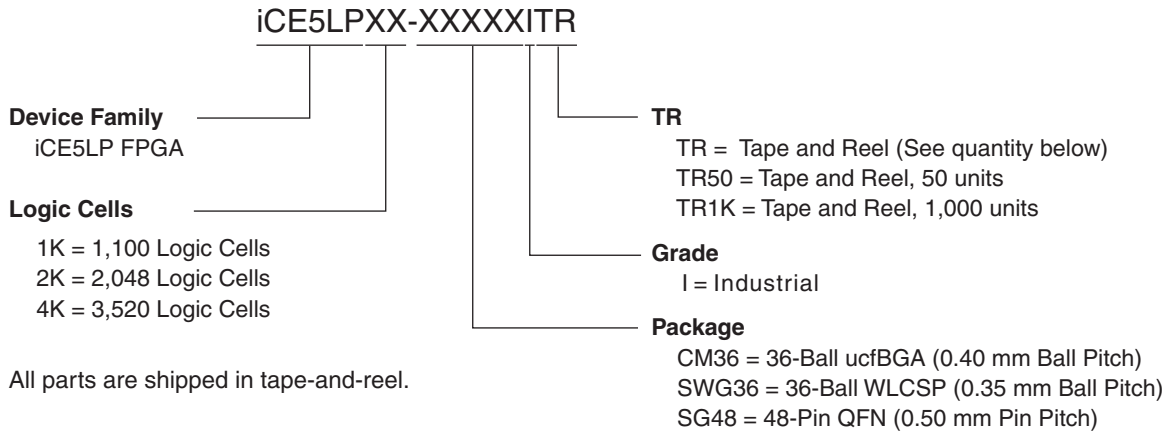 iCE5LPXX-XXXXXITR
Device Family
iCE5LP FPGA
Logic Cells
1K = 1,100 Logic Cells
2K = 2,048 Logic Cells
4K = 3,520 Logic Cells
All parts are shipped in tape-and-reel.
TR
TR = Tape and Reel (See quantity below)
TR50 = Tape and Reel, 50 units
TR1K = Tape and Reel, 1,000 units
Grade
I = Industrial
Package
CM36 = 36-Ball ucfBGA (0.40 mm Ball Pitch)
SWG36 = 36-Ball WLCSP (0.35 mm Ball Pitch)
SG48 = 48-Pin QFN (0.50 mm Pin Pitch)